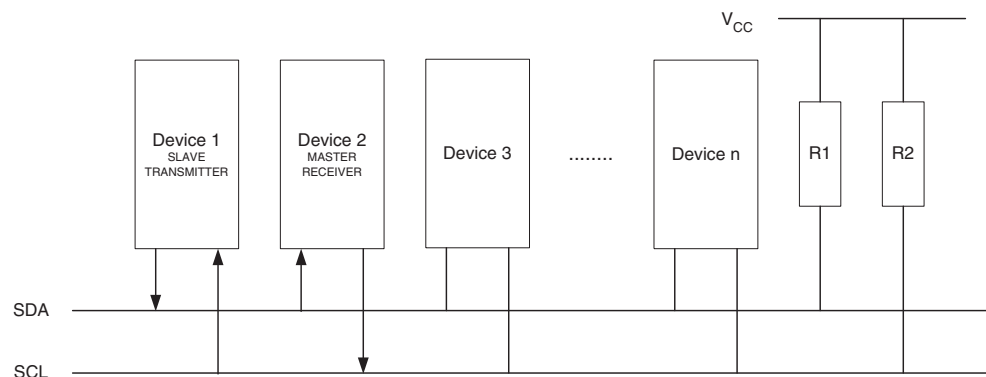 V_CC
Device 1
SLAVE
TRANSMITTER
Device 2
MASTER
RECEIVER
Device 3
........
Device n
R1
R2
SDA
SCL